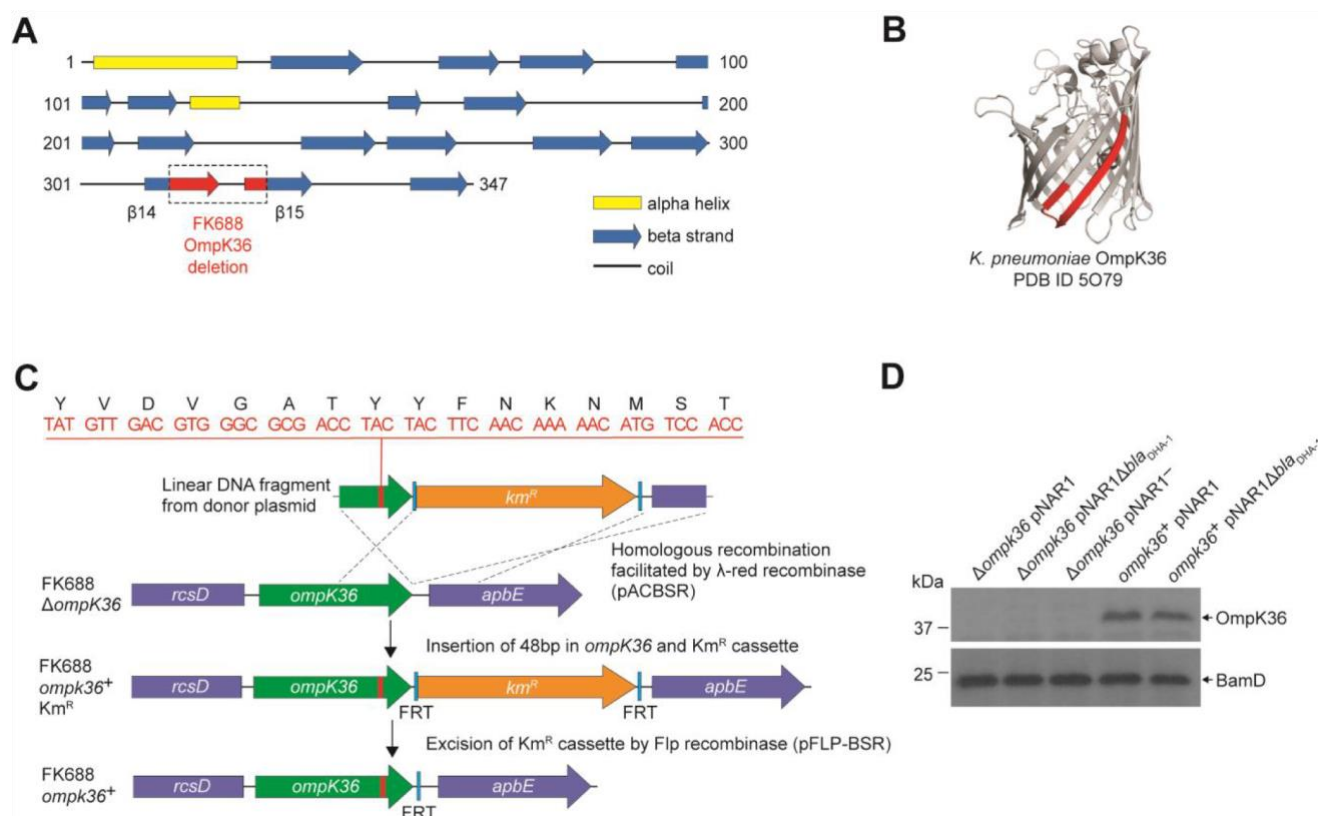 A
1
100
101
200
201
300
301
347
β14
β15
FK688
OmpK36
deletion
alpha helix
beta strand
coil
B
K. pneumoniae OmpK36
PDB ID 5O79
C
Y V D V G A T Y Y F N K N M S T
TAT GTT GAC GTG GGC GCG ACC TAC TAC TTC AAC AAA AAC ATG TCC ACC
Linear DNA fragment
from donor plasmid
kmR
Homologous recombination
facilitated by λ-red recombinase
(pACBSR)
FK688
ΔompK36
rcsD
ompK36
apbE
Insertion of 48bp in ompK36 and KmR cassette
FK688
ompk36+
KmR
rcsD
ompK36
kmR
apbE
FRT
FRT
Excision of KmR cassette by Flp recombinase (pFLP-BSR)
FK688
ompk36+
rcsD
ompK36
apbE
FRT
D
Δompk36 pNAR1
Δompk36 pNAR1ΔblaDHA-1
Δompk36 pNAR1–
ompk36+ pNAR1
ompk36+ pNAR1ΔblaDHA-1
kDa
37
OmpK36
25
BamD